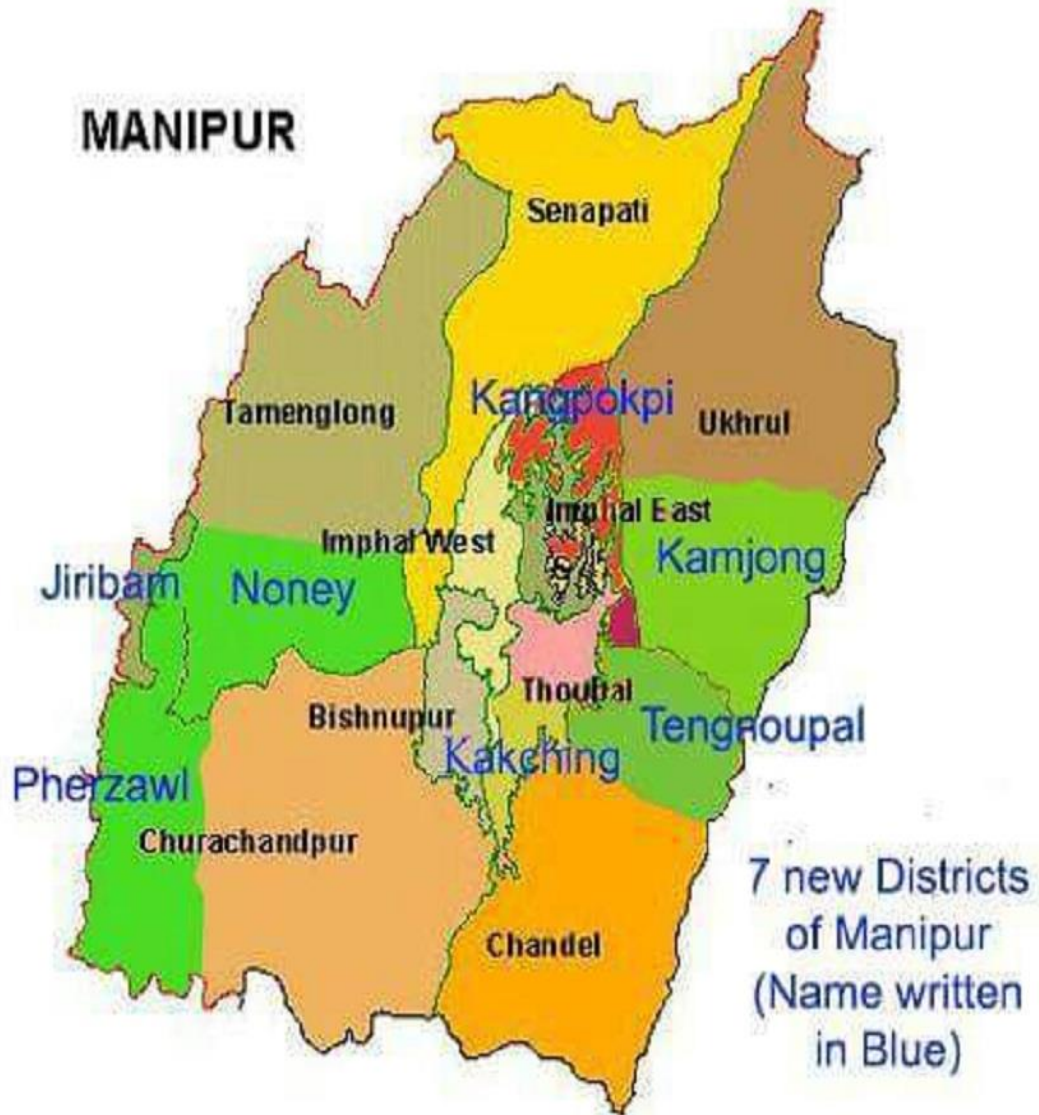 MANIPUR
Senapati
Kangpokpi
Tamenglong
Ukhrul
Imphal East
Imphal West
Kamjong
Jiribam
Noney
Thoubal
Bishnupur
Tengnoupal
Kakching
Pherzawl
Churachandpur
7 new Districts
of Manipur
(Name written
in Blue)
Chandel